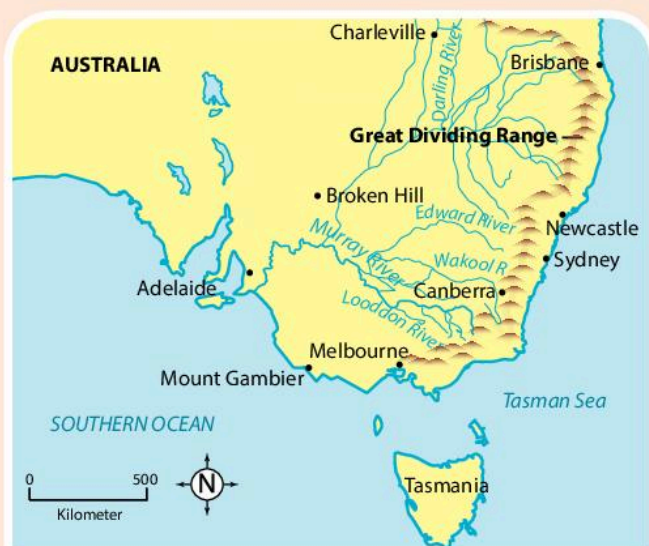 Charleville
AUSTRALIA
Brisbane
Darling River
Great Dividing Range
Broken Hill
Edward River
Newcastle
Murray River
Wakool R
Sydney
Adelaide
Canberra
Looddon River
Melbourne
Mount Gambier
Tasman Sea
SOUTHERN OCEAN
0 500
N
Kilometer
Tasmania